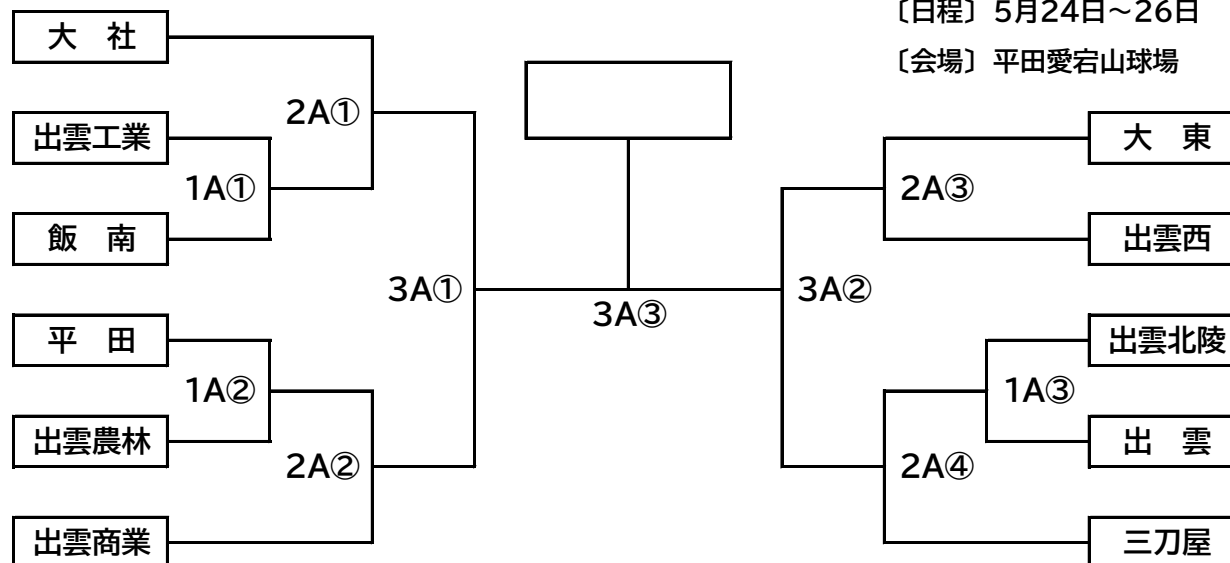 〔日程〕5月24日～26日
〔会場〕平田愛宕山球場
大　社
2A①
出雲工業
1A①
飯　南
3A①
平　田
1A②
出雲農林
2A②
出雲商業
3A③
大　東
2A③
出雲西
3A②
出雲北陵
1A③
出　雲
2A④
三刀屋